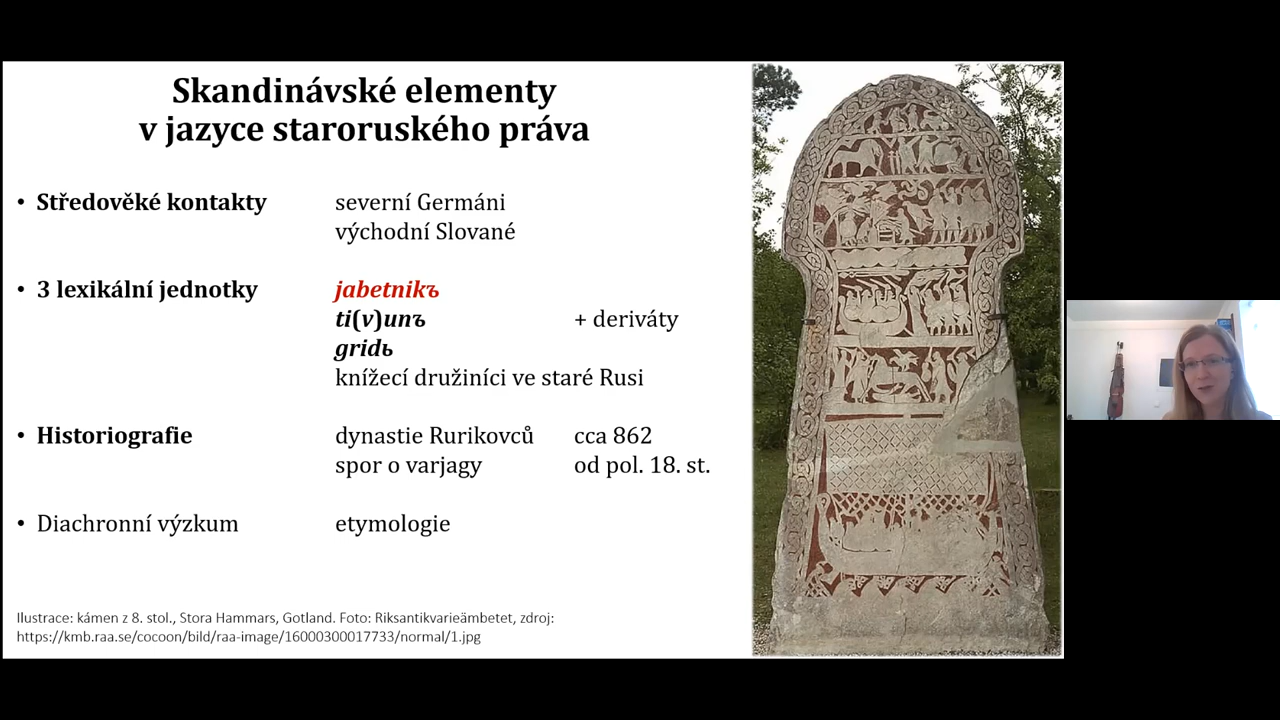 Skandinávské elementy
v jazyce staroruského práva
• Středověké kontakty severní Germáni
východní Slované
• 3 lexikální jednotky jabetnikъ
ti(v)unъ + deriváty
gridь
knížecí družiníci ve staré Rusi
• Historiografie dynastie Rurikovců cca 862
spor o varjagy od pol. 18. st.
• Diachronní výzkum etymologie
Ilustrace: kámen z 8. stol., Stora Hammars, Gotland. Foto: Riksantikvarieämbetet, zdroj:
https://kmb.raa.se/cocoon/bild/raa-image/16000300017733/normal/1.jpg